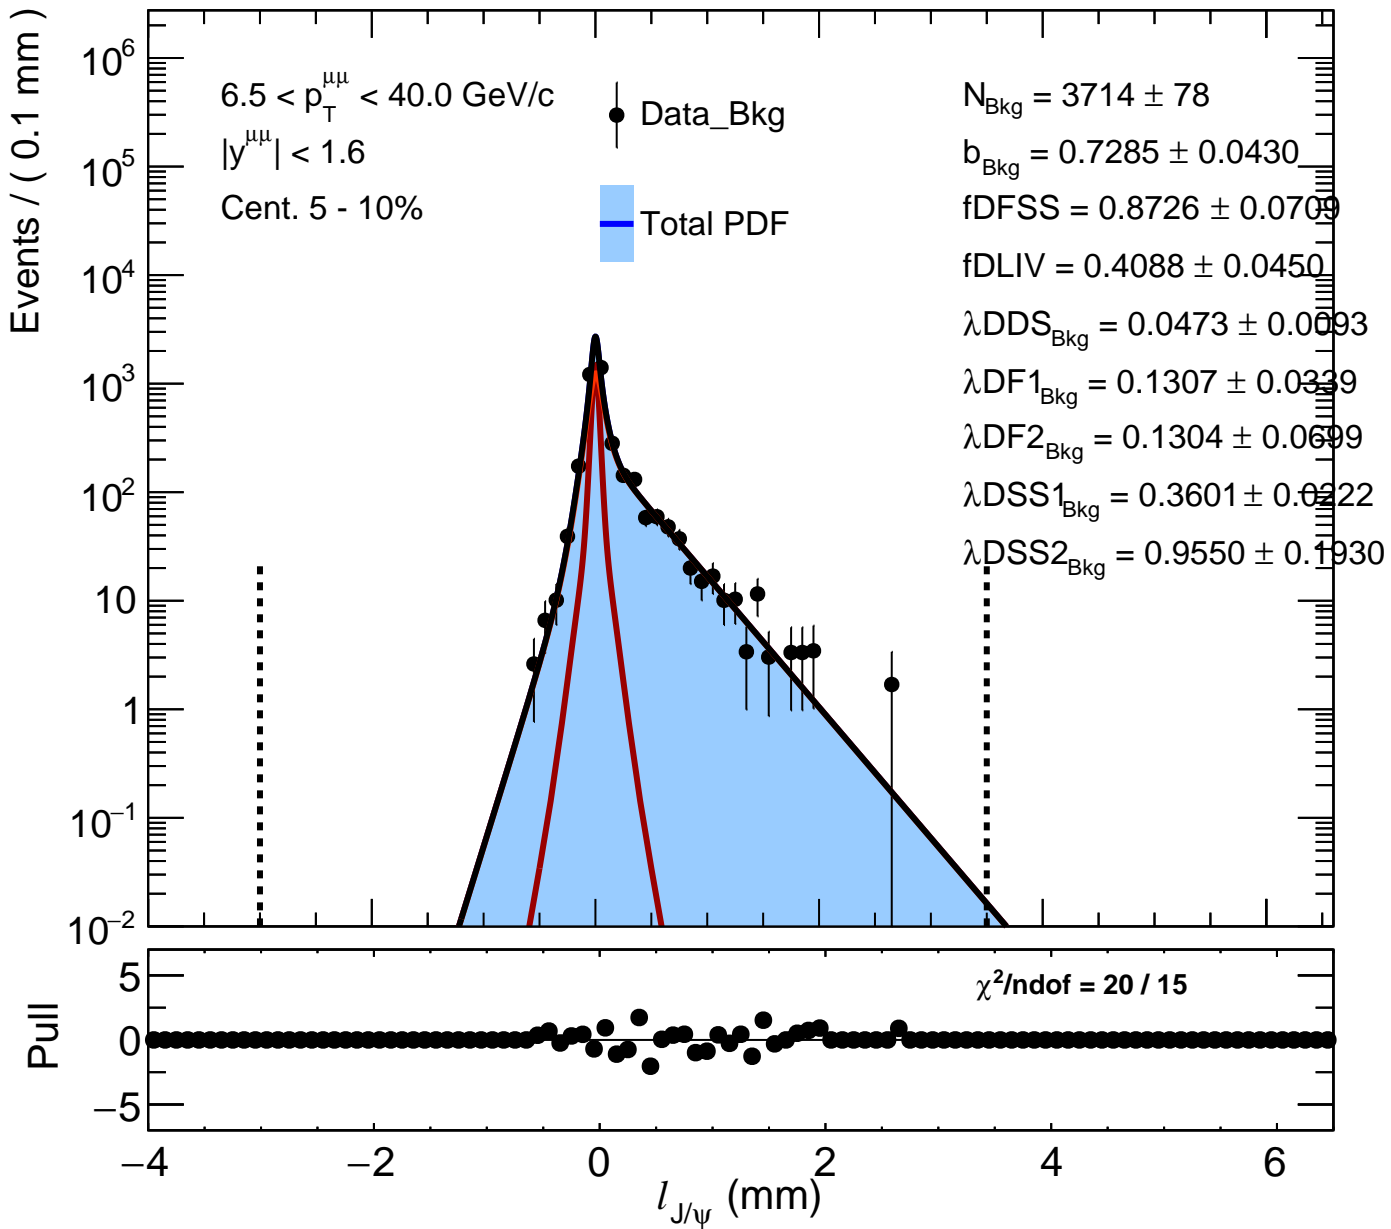 Events / ( 0.1 mm )
10^6
10^5
10^4
10^3
10^2
10
1
10^−1
10^−2
6.5 < p_T^μμ < 40.0 GeV/c
|y^μμ| < 1.6
Cent. 5 - 10%
Data_Bkg
Total PDF
N_Bkg = 3714 ± 78
b_Bkg = 0.7285 ± 0.0430
fDFSS = 0.8726 ± 0.0709
fDLIV = 0.4088 ± 0.0450
λDDS_Bkg = 0.0473 ± 0.0093
λDF1_Bkg = 0.1307 ± 0.0339
λDF2_Bkg = 0.1304 ± 0.0699
λDSS1_Bkg = 0.3601 ± 0.0222
λDSS2_Bkg = 0.9550 ± 0.1930
Pull
5
0
−5
χ²/ndof = 20 / 15
−4 −2 0 2 4 6
l_J/ψ (mm)